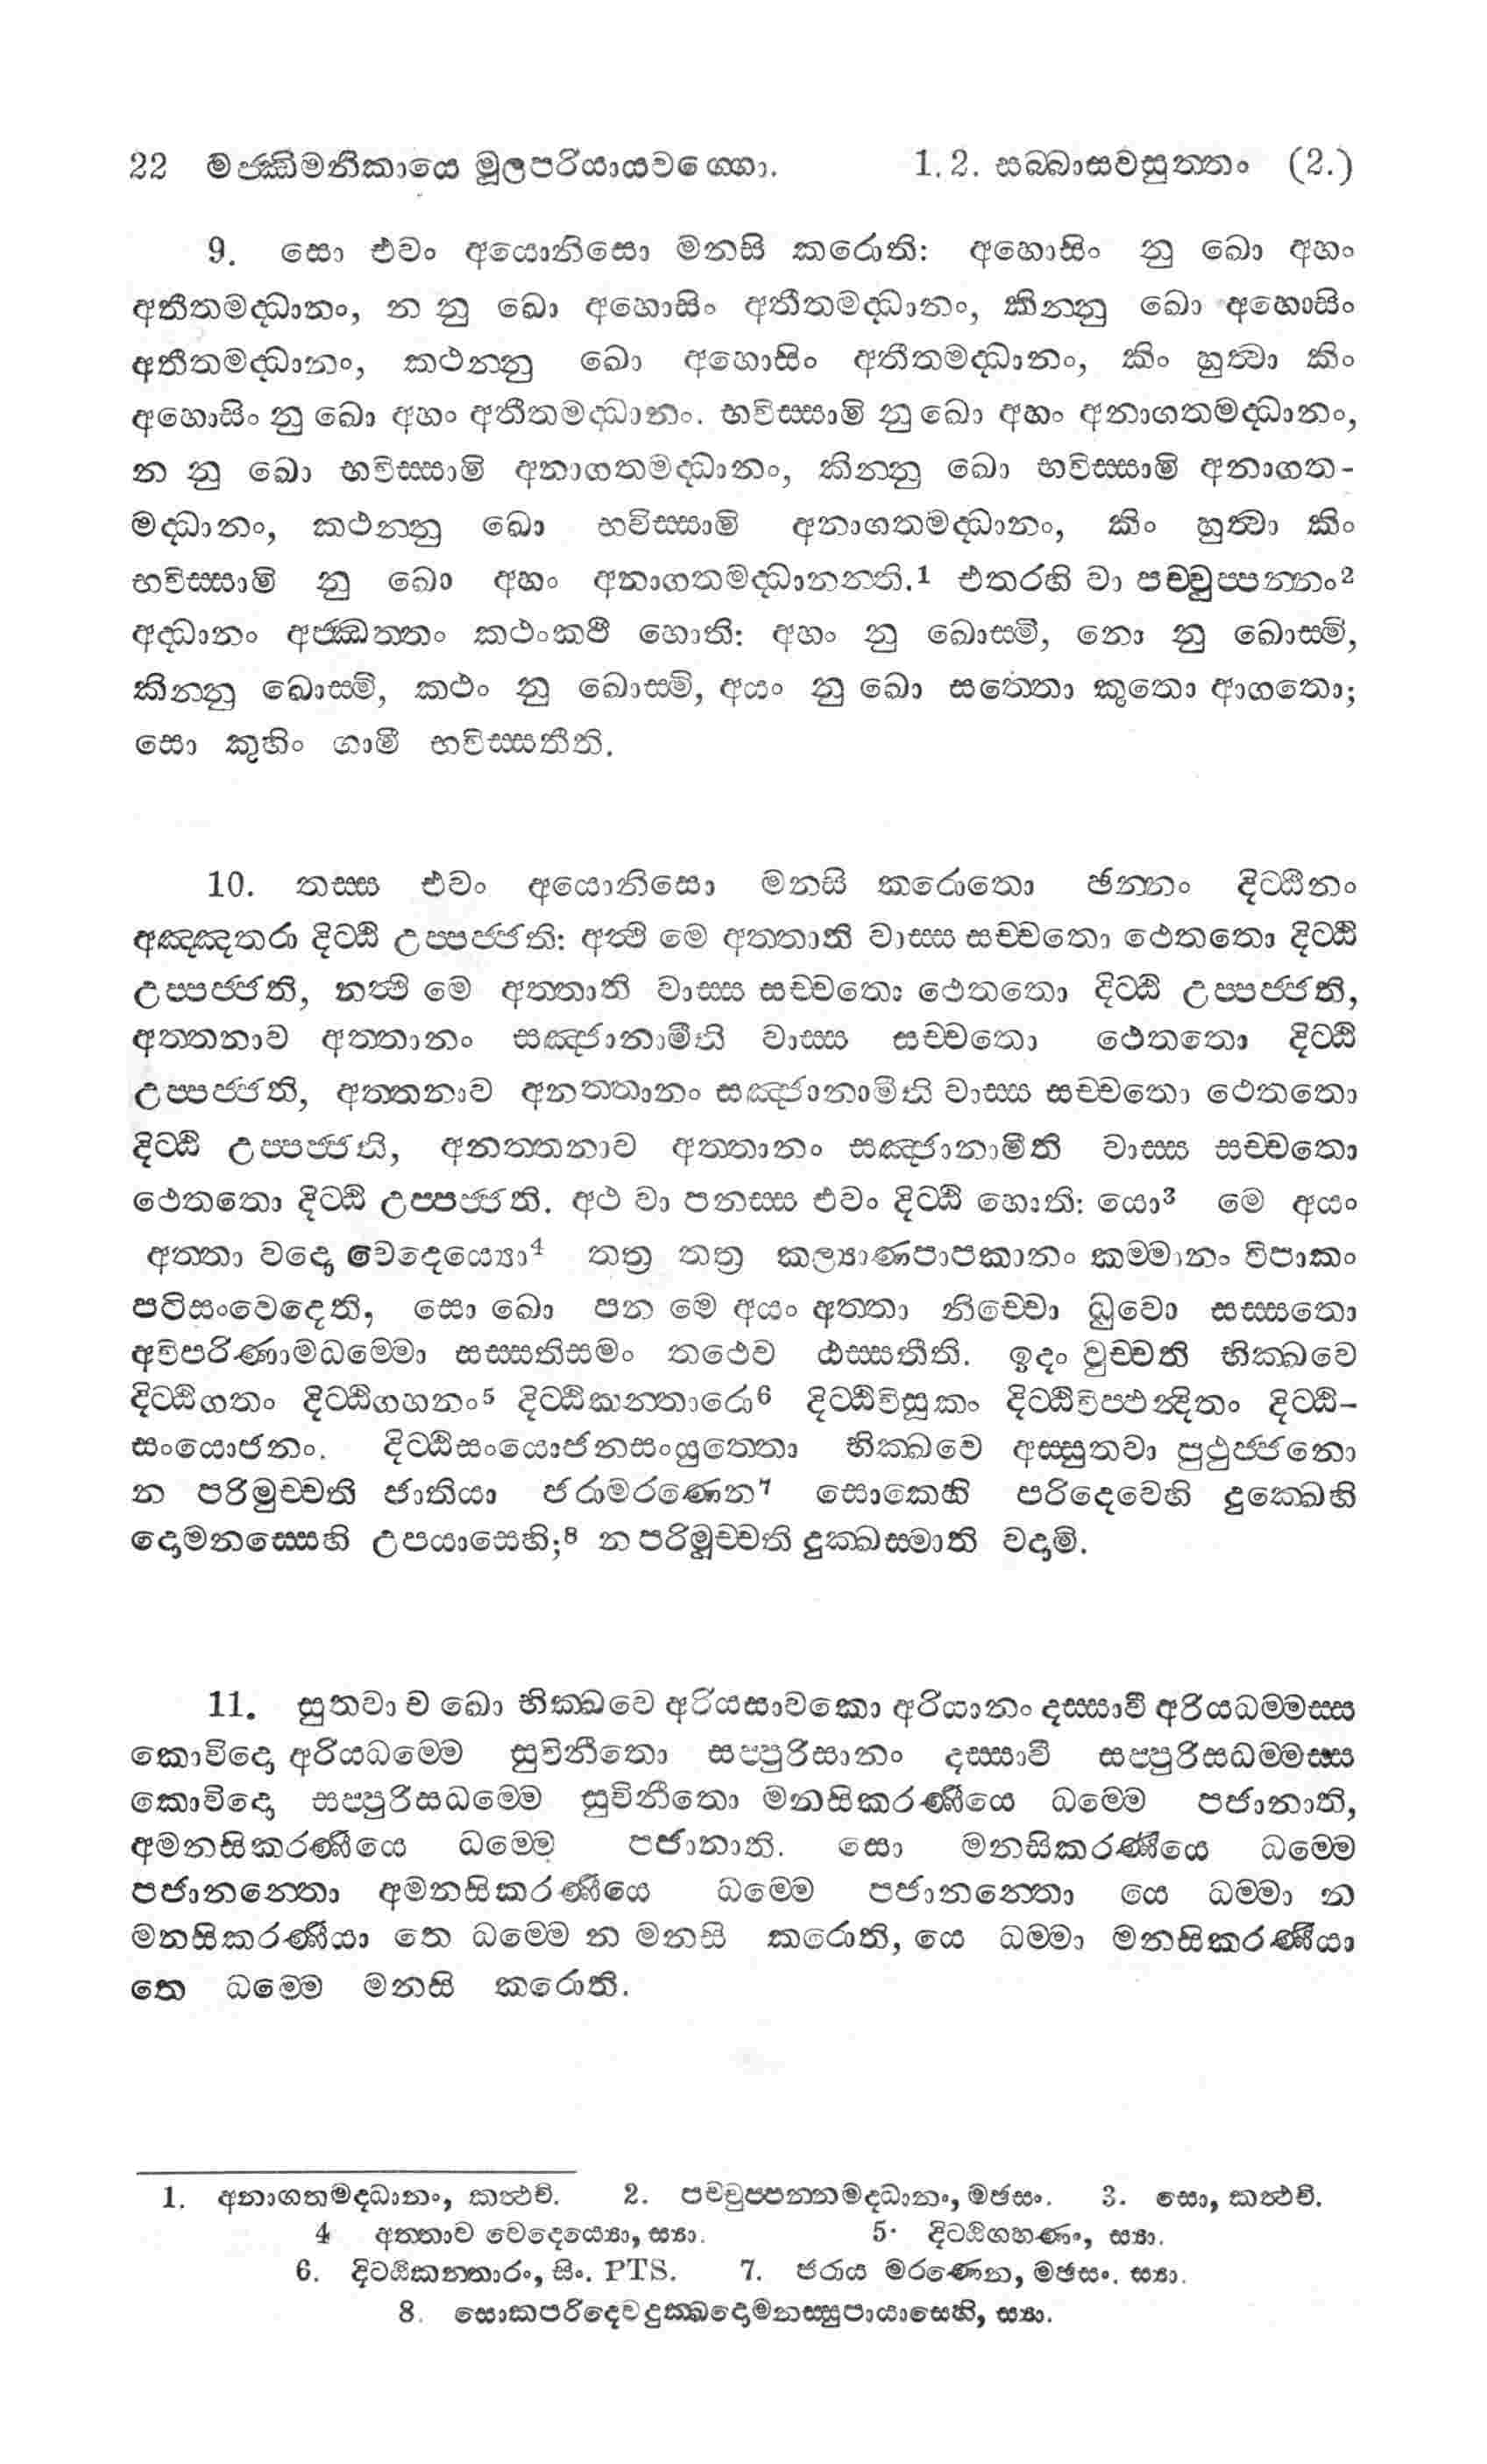 22 මජ්ඣිමනිකායෙ මූලපරියායවග්ගො. 1. 2. සබ්බාසවසුත්තං (2.)
9. සො එවං අයොනිසො මනසි කරොති: අහොසිං නු ඛො අහං
අතීතමද්ධානං, න නු ඛො අහොසිං අතීතමද්ධානං, කින්නු ඛො අහොසිං
අතීතමද්ධානං, කථන්නු ඛො අහොසිං අතීතමද්ධානං, කිං හුත්වා කිං
අහොසිං නු ඛො අහං අතීතමද්ධානං. භවිස්සාමි නු ඛො අහං අනාගතමද්ධානං,
න නු ඛො භවිස්සාමි අනාගතමද්ධානං, කින්නු ඛො භවිස්සාමි අනාගත-
මද්ධානං, කථන්නු ඛො භවිස්සාමි අනාගතමද්ධානං, කිං හුත්වා කිං
භවිස්සාමි නු ඛො අහං අනාගතමද්ධානන්ති.1 එතරහි වා පච්චුප්පන්නං2
අද්ධානං අජ්ඣත්තං කථංකථී හොති: අහං නු ඛොස්මි, නො නු ඛොස්මි,
කින්නු ඛොස්මි, කථං නු ඛොස්මි, අයං නු ඛො සත්තො කුතො ආගතො;
සො කුහිං ගාමී භවිස්සතීති.
10. තස්ස එවං අයොනිසො මනසි කරොතො ඡන්නං දිට්ඨීනං
අඤ්ඤතරා දිට්ඨි උප්පජ්ජති: අත්ථි මෙ අත්තාති වාස්ස සච්චතො ථෙතතො දිට්ඨි
උප්පජ්ජති, නත්ථි මෙ අත්තාති වාස්ස සච්චතො ථෙතතො දිට්ඨි උප්පජ්ජති,
අත්තනාව අත්තානං සඤ්ජානාමීති වාස්ස සච්චතො ථෙතතො දිට්ඨි
උප්පජ්ජති, අත්තනාව අනත්තානං සඤ්ජානාමීති වාස්ස සච්චතො ථෙතතො
දිට්ඨි උප්පජ්ජති, අනත්තනාව අත්තානං සඤ්ජානාමීති වාස්ස සච්චතො
ථෙතතො දිට්ඨි උප්පජ්ජති. අථ වා පනස්ස එවං දිට්ඨි හොති: යො3 මෙ අයං
අත්තා වදො වෙදෙය්‍යො4 තත්‍ර තත්‍ර කල්‍යාණපාපකානං කම්මානං විපාකං
පටිසංවෙදෙති, සො ඛො පන මෙ අයං අත්තා නිච්චො ධුවො සස්සතො
අවිපරිණාමධම්මො සස්සතිසමං තථෙව ඨස්සතීති. ඉදං වුච්චති භික්ඛවෙ
දිට්ඨිගතං දිට්ඨිගහනං5 දිට්ඨිකන්තාරො6 දිට්ඨිවිසූකං දිට්ඨිවිප්ඵන්දිතං දිට්ඨි-
සංයොජනං. දිට්ඨිසංයොජනසංයුත්තො භික්ඛවෙ අස්සුතවා පුථුජ්ජනො
න පරිමුච්චති ජාතියා ජරාමරණෙන7 සොකෙහි පරිදෙවෙහි දුක්ඛෙහි
දොමනස්සෙහි උපයාසෙහි;8 න පරිමුච්චති දුක්ඛස්මාති වදාමි.
11. සුතවා ච ඛො භික්ඛවෙ අරියසාවකො අරියානං දස්සාවී අරියධම්මස්ස
කොවිදො අරියධම්මෙ සුවිනීතො සප්පුරිසානං දස්සාවී සප්පුරිසධම්මස්ස
කොවිදො සප්පුරිසධම්මෙ සුවිනීතො මනසිකරණීයෙ ධම්මෙ පජානාති,
අමනසිකරණීයෙ ධම්මෙ පජානාති. සො මනසිකරණීයෙ ධම්මෙ
පජානන්තො අමනසිකරණීයෙ ධම්මෙ පජානන්තො යෙ ධම්මා න
මනසිකරණීයා තෙ ධම්මෙ න මනසි කරොති, යෙ ධම්මා මනසිකරණීයා
තෙ ධම්මෙ මනසි කරොති.
1. අනාගතමද්ධානං, කත්ථචි. 2. පච්චුප්පන්නමද්ධානං, මඡසං. 3. සො, කත්ථචි.
4 අත්තාව වෙදෙය්‍යො, ස්‍යා. 5. දිට්ඨිගහණං, ස්‍යා.
6. දිට්ඨිකන්තාරං, සිං. PTS. 7. ජරාය මරණෙන, මඡසං. ස්‍යා.
8. සොකපරිදෙවදුක්ඛදොමනස්සුපායාසෙහි, ස්‍යා.